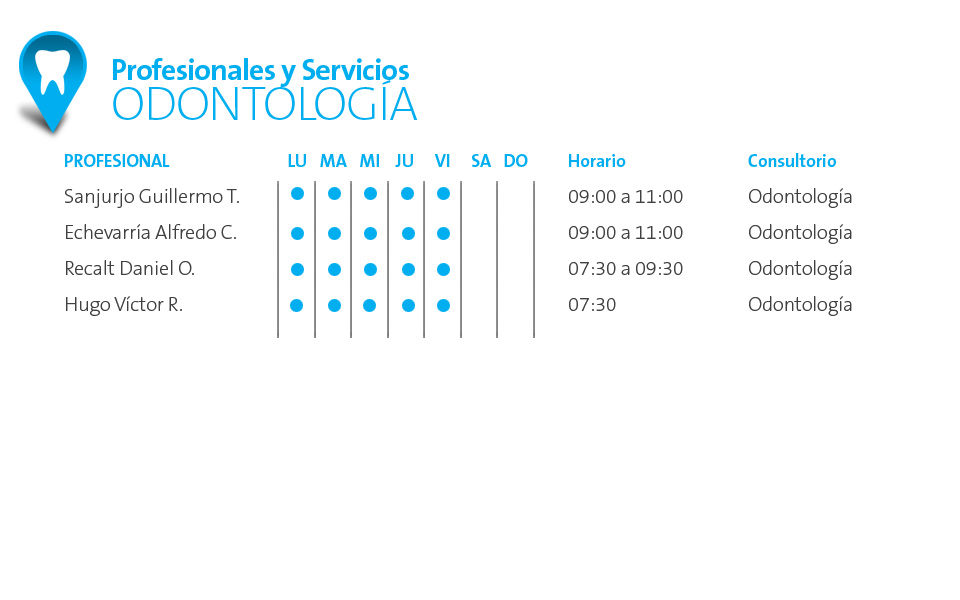 Profesionales y Servicios
ODONTOLOGÍA
PROFESIONAL LU MA MI JU VI SA DO Horario Consultorio
Sanjurjo Guillermo T. 09:00 a 11:00 Odontología
Echevarría Alfredo C. 09:00 a 11:00 Odontología
Recalt Daniel O. 07:30 a 09:30 Odontología
Hugo Víctor R. 07:30 Odontología